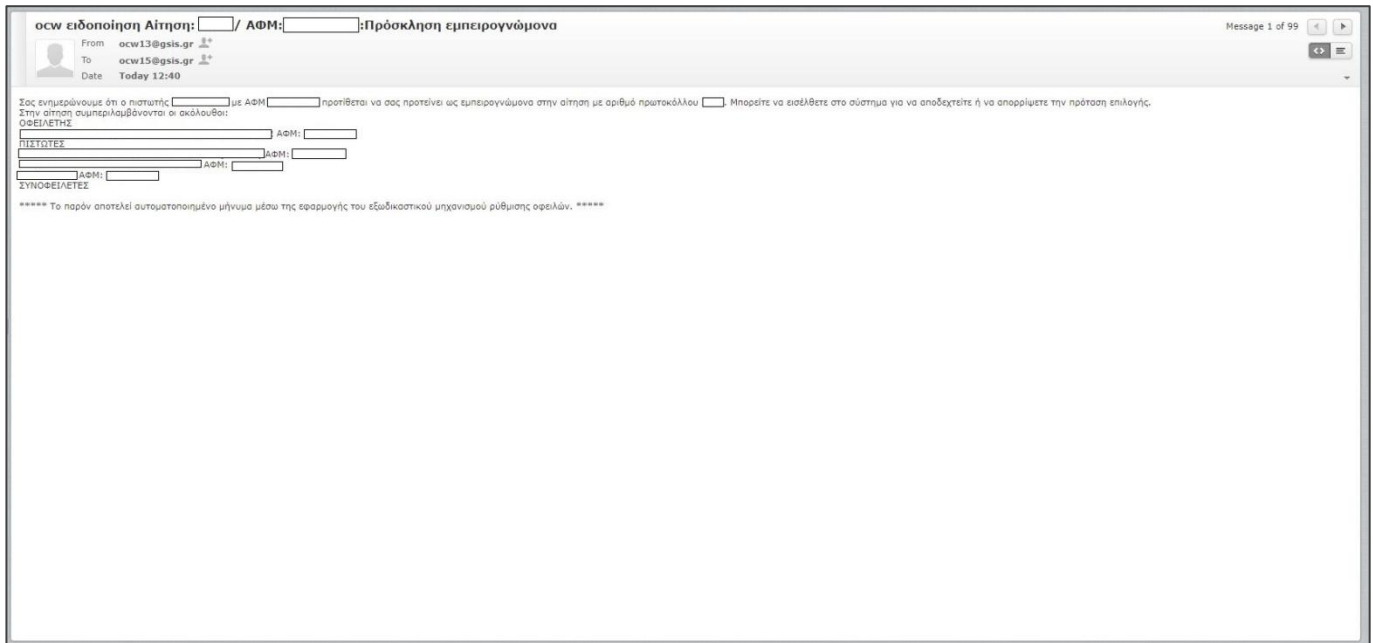 ocw ειδοποίηση Αίτηση: / ΑΦΜ: :Πρόσκληση εμπειρογνώμονα
Message 1 of 99
From ocw13@gsis.gr
To ocw15@gsis.gr
Date Today 12:40
Σας ενημερώνουμε ότι ο πιστωτής με ΑΦΜ προτίθεται να σας προτείνει ως εμπειρογνώμονα στην αίτηση με αριθμό πρωτοκόλλου . Μπορείτε να εισέλθετε στο σύστημα για να αποδεχτείτε ή να απορρίψετε την πρόταση επιλογής.
Στην αίτηση συμπεριλαμβάνονται οι ακόλουθοι:
ΟΦΕΙΛΕΤΗΣ
ΑΦΜ:
ΠΙΣΤΩΤΕΣ
,ΑΦΜ:
ΑΦΜ:
ΑΦΜ:
ΣΥΝΟΦΕΙΛΕΤΕΣ
***** Το παρόν αποτελεί αυτοματοποιημένο μήνυμα μέσω της εφαρμογής του εξωδικαστικού μηχανισμού ρύθμισης οφειλών. *****